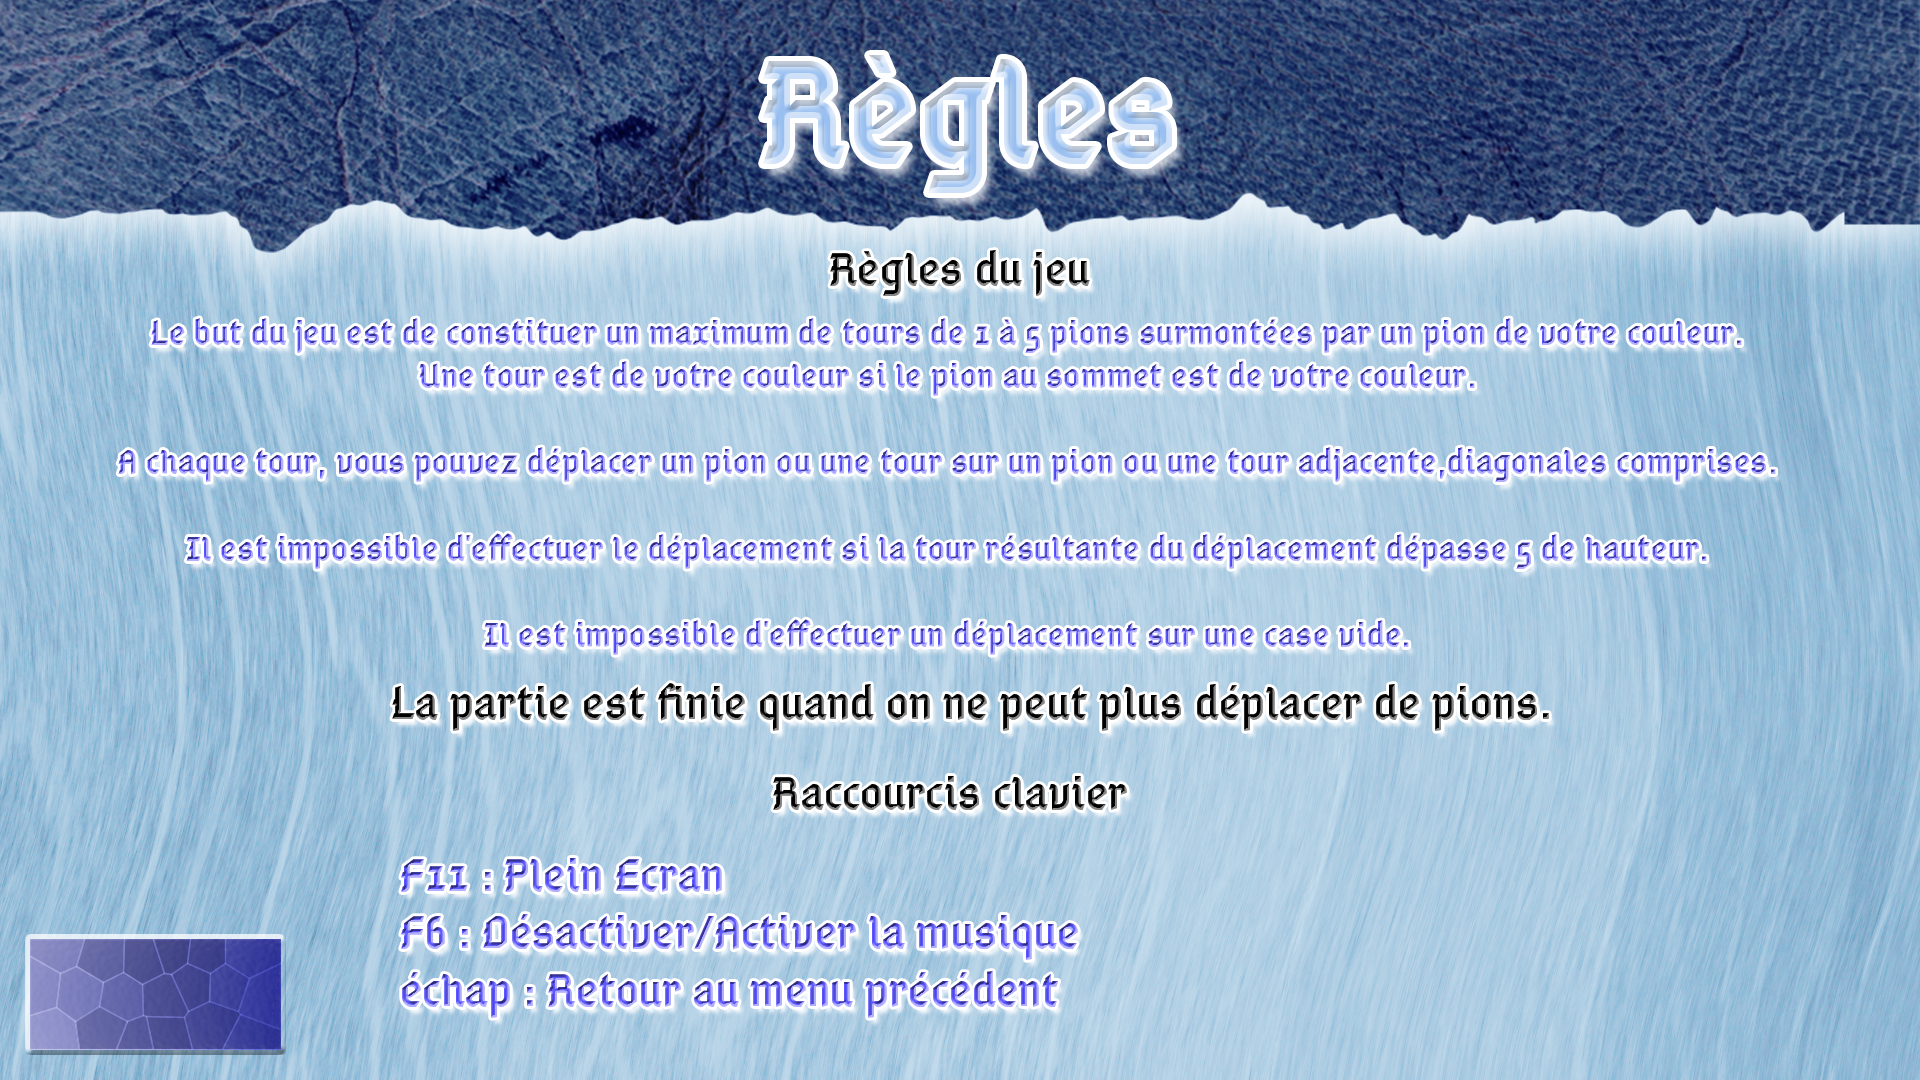 Règles
Règles du jeu
Le but du jeu est de constituer un maximum de tours de 1 à 5 pions surmontées par un pion de votre couleur.
Une tour est de votre couleur si le pion au sommet est de votre couleur.
A chaque tour, vous pouvez déplacer un pion ou une tour sur un pion ou une tour adjacente,diagonales comprises.
Il est impossible d'effectuer le déplacement si la tour résultante du déplacement dépasse 5 de hauteur.
Il est impossible d'effectuer un déplacement sur une case vide.
La partie est finie quand on ne peut plus déplacer de pions.
Raccourcis clavier
F11 : Plein Ecran
F6 : Désactiver/Activer la musique
échap : Retour au menu précédent